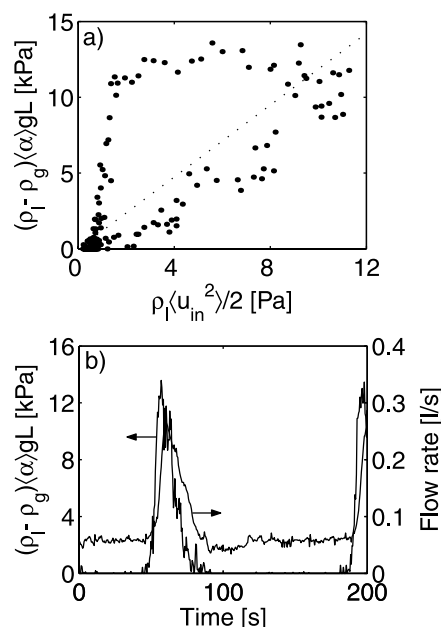 a)
(ρl - ρg)⟨α⟩gL [kPa]
15
10
5
0
0 4 8 12
ρl⟨uin²⟩/2 [Pa]
b)
(ρl - ρg)⟨α⟩gL [kPa]
16
12
8
4
0
0.4
0.3
0.2
0.1
0
Flow rate [l/s]
0 100 200
Time [s]